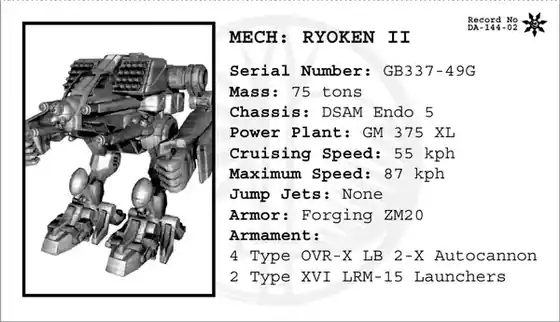 Record No
DA-144-02
MECH: RYOKEN II
Serial Number: GB337-49G
Mass: 75 tons
Chassis: DSAM Endo 5
Power Plant: GM 375 XL
Cruising Speed: 55 kph
Maximum Speed: 87 kph
Jump Jets: None
Armor: Forging ZM20
Armament:
4 Type OVR-X LB 2-X Autocannon
2 Type XVI LRM-15 Launchers